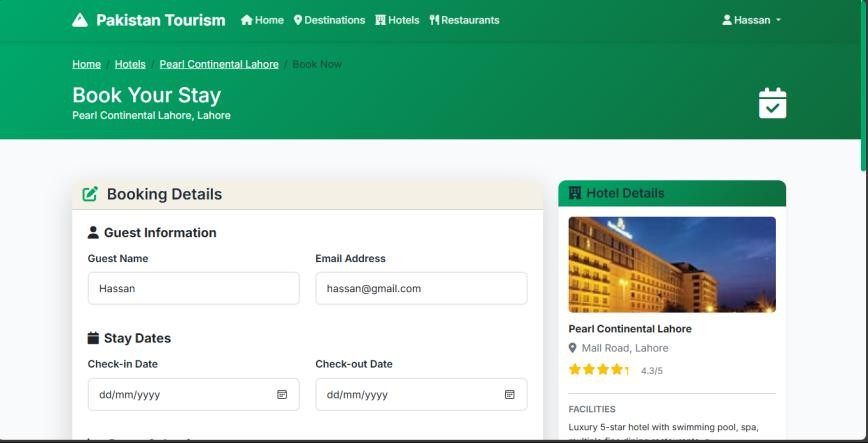 Pakistan Tourism Home Destinations Hotels Restaurants Hassan
Home / Hotels / Pearl Continental Lahore / Book Now
Book Your Stay
Pearl Continental Lahore, Lahore
Booking Details
Guest Information
Guest Name Email Address
Hassan hassan@gmail.com
Stay Dates
Check-in Date Check-out Date
dd/mm/yyyy dd/mm/yyyy
Hotel Details
Pearl Continental Lahore
Mall Road, Lahore
4.3/5
FACILITIES
Luxury 5-star hotel with swimming pool, spa,